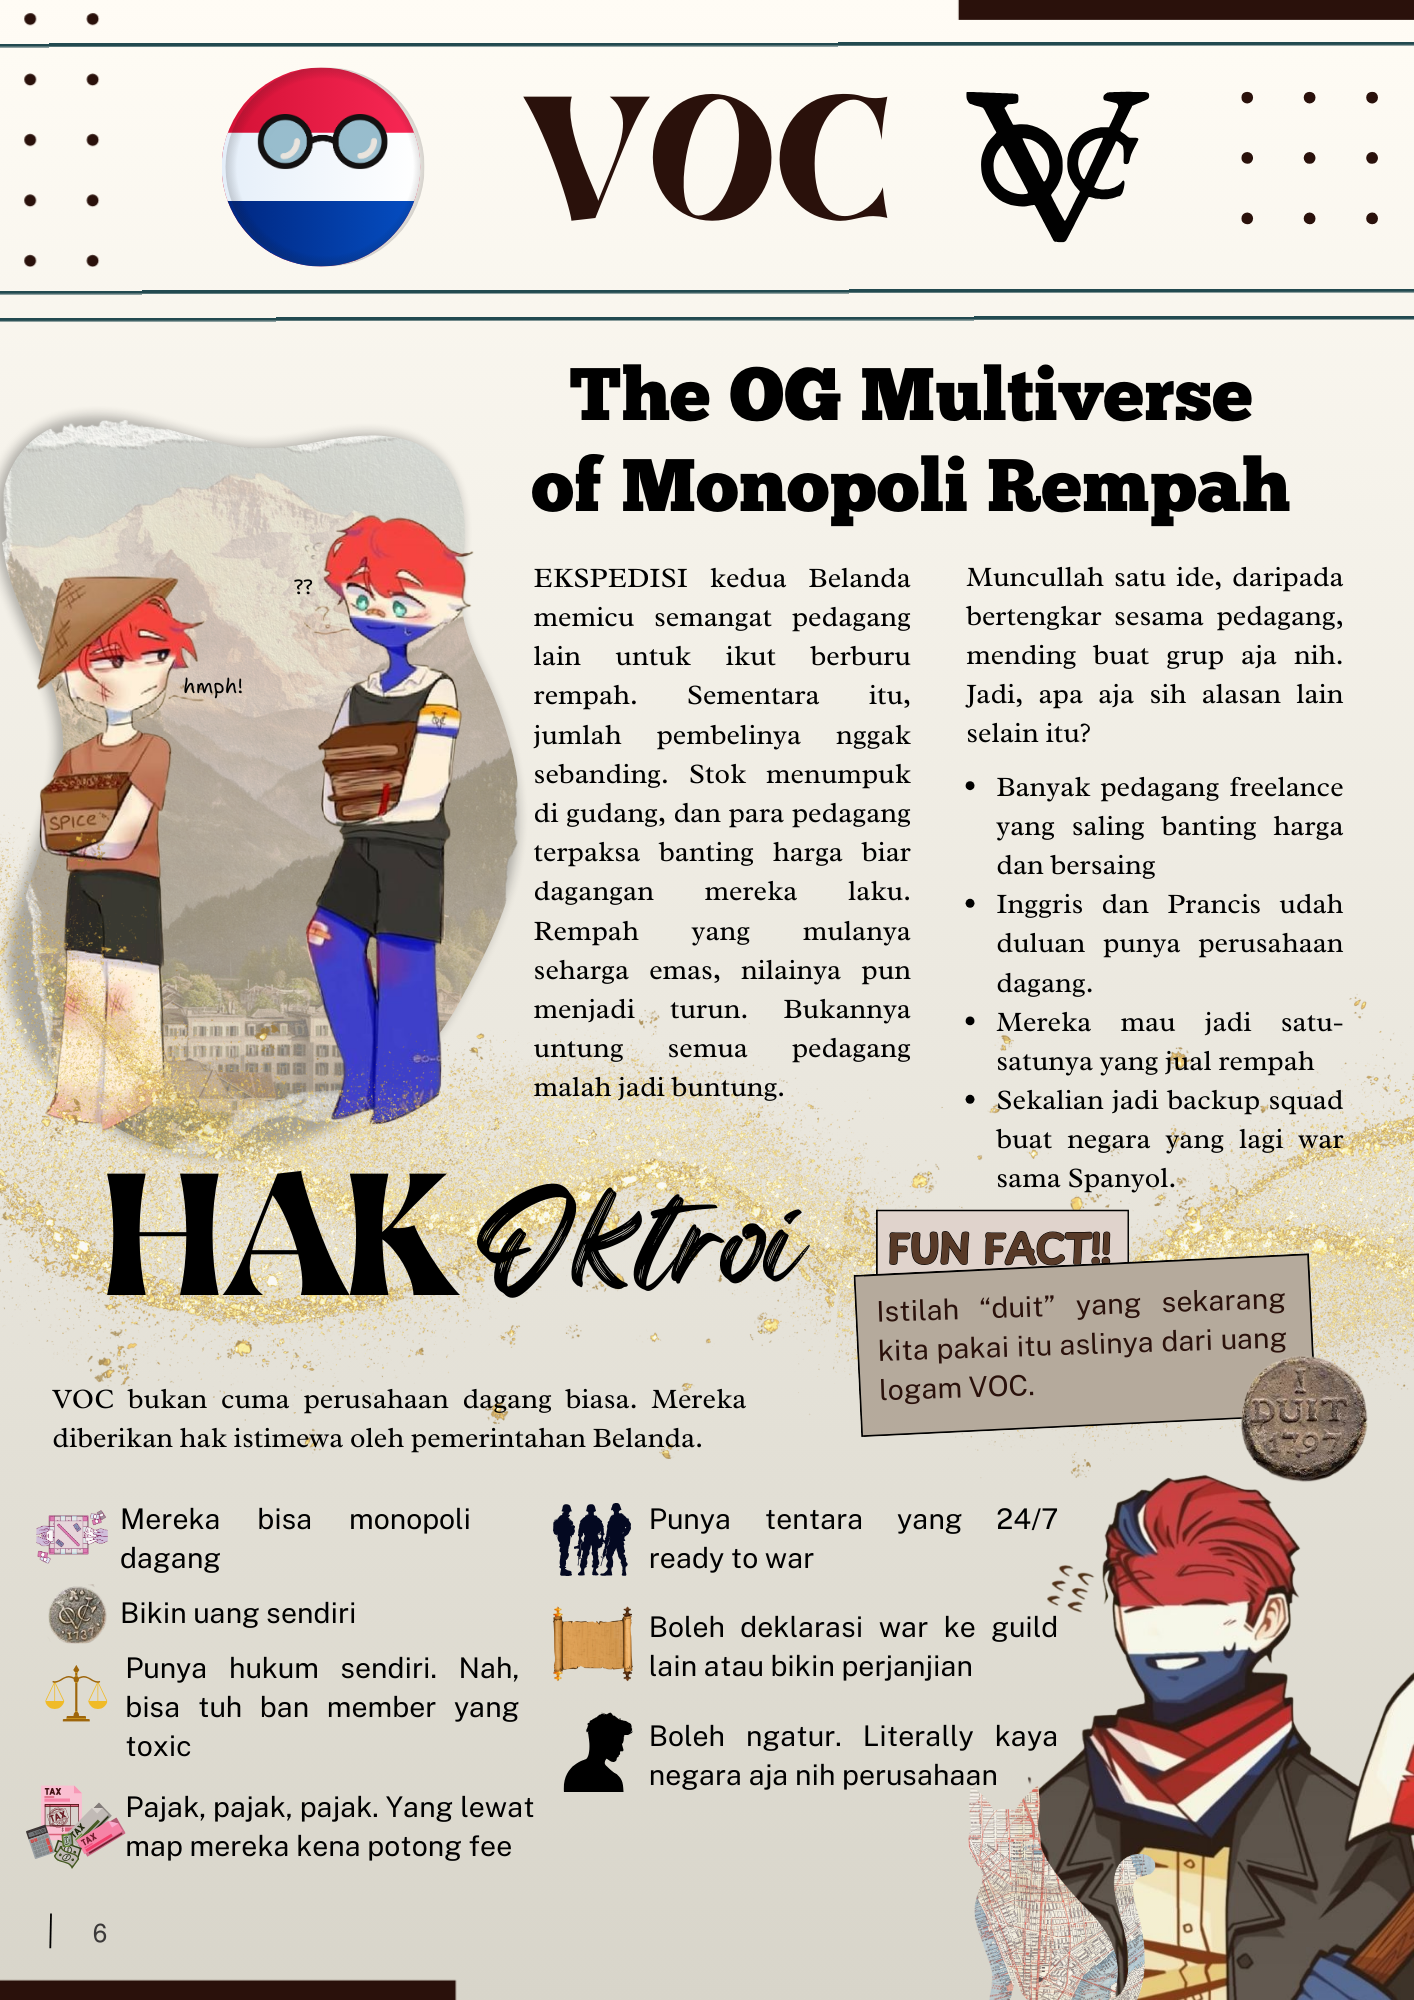 VOC
VOC
The OG Multiverse
of Monopoli Rempah
??
hmph!
SPICE
EKSPEDISI kedua Belanda
memicu semangat pedagang
lain untuk ikut berburu
rempah. Sementara itu,
jumlah pembelinya nggak
sebanding. Stok menumpuk
di gudang, dan para pedagang
terpaksa banting harga biar
dagangan mereka laku.
Rempah yang mulanya
seharga emas, nilainya pun
menjadi turun. Bukannya
untung semua pedagang
malah jadi buntung.
Muncullah satu ide, daripada
bertengkar sesama pedagang,
mending buat grup aja nih.
Jadi, apa aja sih alasan lain
selain itu?
• Banyak pedagang freelance
yang saling banting harga
dan bersaing
• Inggris dan Prancis udah
duluan punya perusahaan
dagang.
• Mereka mau jadi satu-
satunya yang jual rempah
• Sekalian jadi backup squad
buat negara yang lagi war
sama Spanyol.
HAK Oktroi
FUN FACT!!
Istilah “duit” yang sekarang
kita pakai itu aslinya dari uang
logam VOC.
I
DUIT
1797
VOC bukan cuma perusahaan dagang biasa. Mereka
diberikan hak istimewa oleh pemerintahan Belanda.
Mereka bisa monopoli
dagang
VOC
1737
Bikin uang sendiri
Punya hukum sendiri. Nah,
bisa tuh ban member yang
toxic
TAX
TAX
TAX
TAX
Pajak, pajak, pajak. Yang lewat
map mereka kena potong fee
Punya tentara yang 24/7
ready to war
Boleh deklarasi war ke guild
lain atau bikin perjanjian
Boleh ngatur. Literally kaya
negara aja nih perusahaan
6